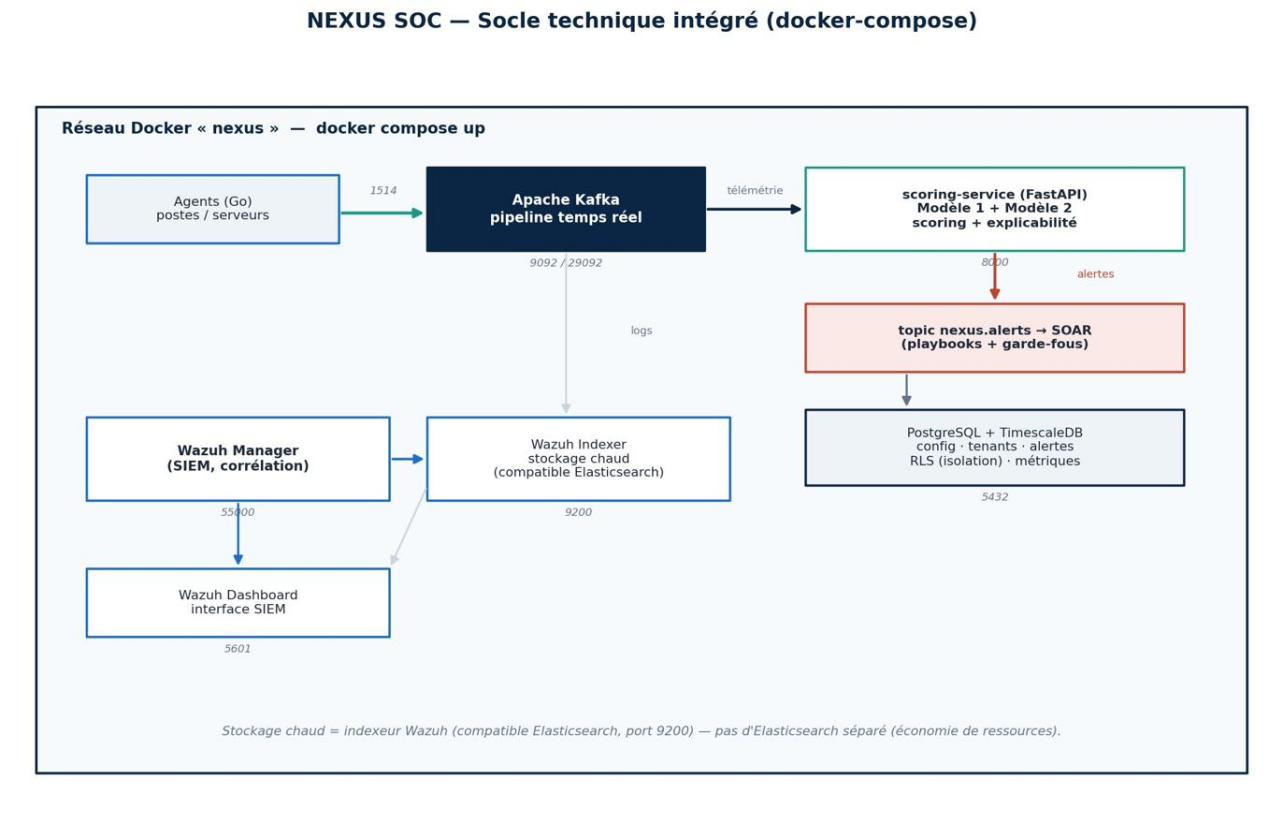 NEXUS SOC — Socle technique intégré (docker-compose)
Réseau Docker « nexus » — docker compose up
Agents (Go)
postes / serveurs
1514
Apache Kafka
pipeline temps réel
9092 / 29092
télémétrie
scoring-service (FastAPI)
Modèle 1 + Modèle 2
scoring + explicabilité
8000
alertes
logs
topic nexus.alerts → SOAR
(playbooks + garde-fous)
Wazuh Manager
(SIEM, corrélation)
55000
Wazuh Indexer
stockage chaud
(compatible Elasticsearch)
9200
PostgreSQL + TimescaleDB
config · tenants · alertes
RLS (isolation) · métriques
5432
Wazuh Dashboard
interface SIEM
5601
Stockage chaud = indexeur Wazuh (compatible Elasticsearch, port 9200) — pas d'Elasticsearch séparé (économie de ressources).